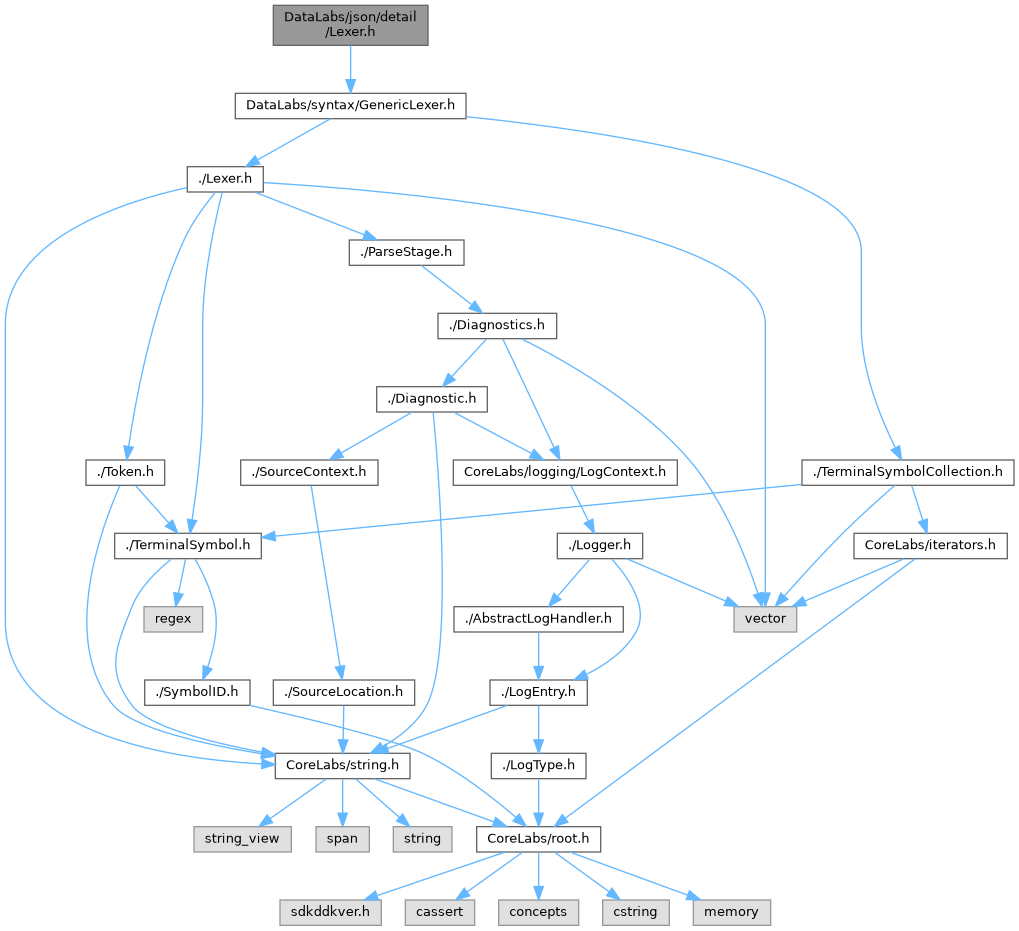 DataLabs/json/detail
/Lexer.h
DataLabs/syntax/GenericLexer.h
./Lexer.h
./ParseStage.h
./Diagnostics.h
./Diagnostic.h
./Token.h
./SourceContext.h
CoreLabs/logging/LogContext.h
./TerminalSymbolCollection.h
./TerminalSymbol.h
./Logger.h
CoreLabs/iterators.h
regex
./AbstractLogHandler.h
vector
./SymbolID.h
./SourceLocation.h
./LogEntry.h
CoreLabs/string.h
./LogType.h
string_view
span
string
CoreLabs/root.h
sdkddkver.h
cassert
concepts
cstring
memory